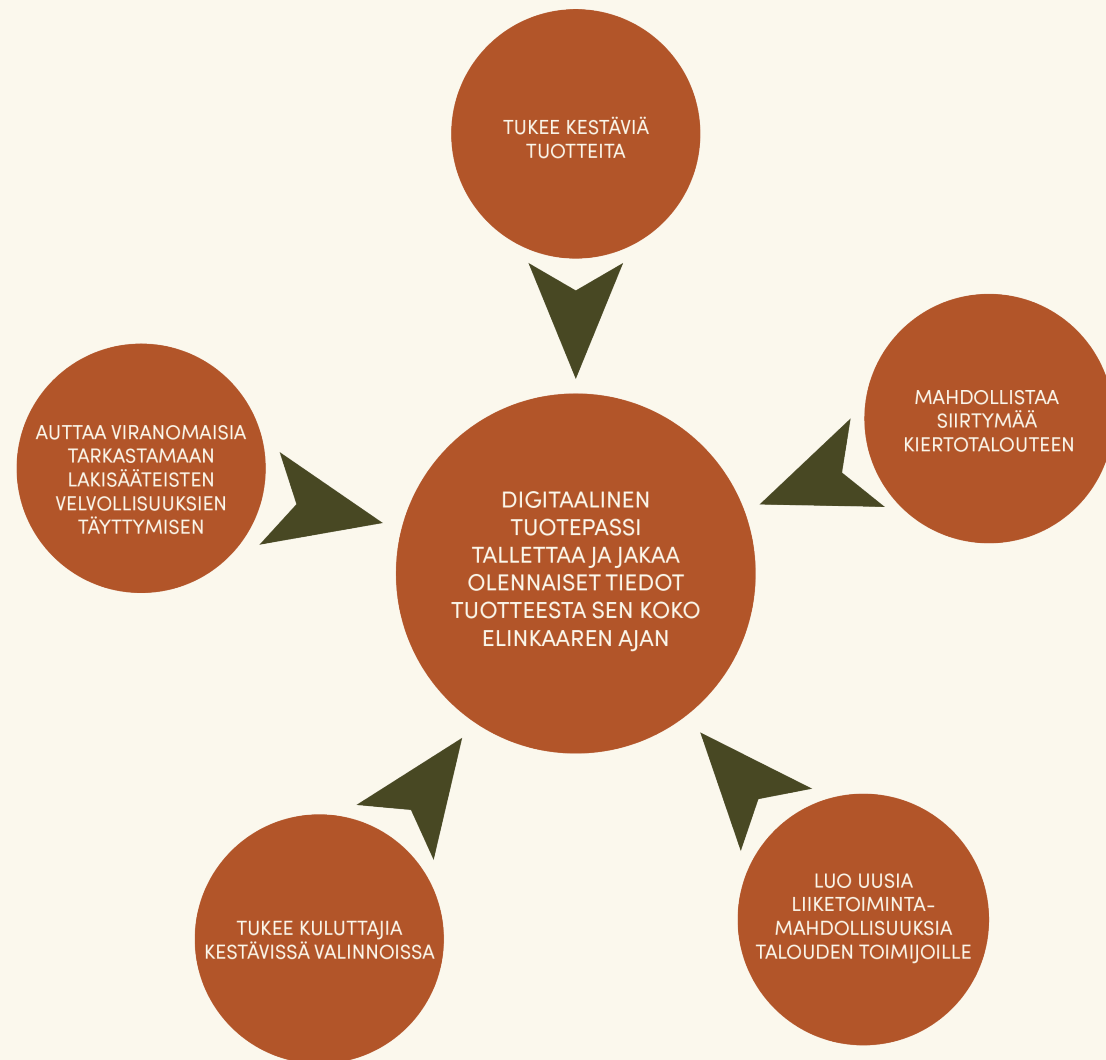 TUKEE KESTÄVIÄ
TUOTTEITA
MAHDOLLISTAA
SIIRTYMÄÄ
KIERTOTALOUTEEN
AUTTAA VIRANOMAISIA
TARKASTAMAAN
LAKISÄÄTEISTEN
VELVOLLISUUKSIEN
TÄYTTYMISEN
DIGITAALINEN
TUOTEPASSI
TALLETTAA JA JAKAA
OLENNAISET TIEDOT
TUOTTEESTA SEN KOKO
ELINKAAREN AJAN
LUO UUSIA
LIIKETOIMINTA-
MAHDOLLISUUKSIA
TALOUDEN TOIMIJOILLE
TUKEE KULUTTAJIA
KESTÄVISSÄ VALINNOISSA